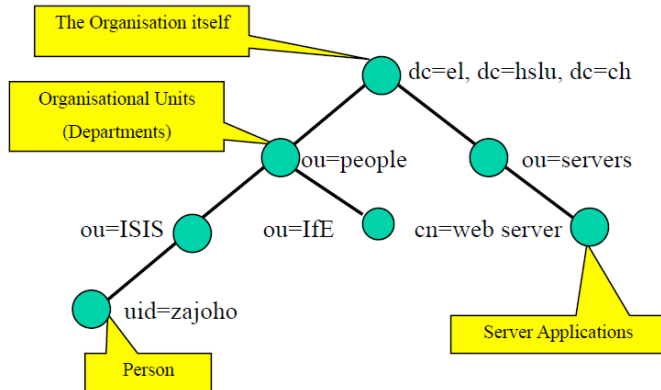 The Organisation itself
dc=el, dc=hslu, dc=ch
Organisational Units
(Departments)
ou=people
ou=servers
ou=ISIS
ou=IfE
cn=web server
uid=zajoho
Server Applications
Person